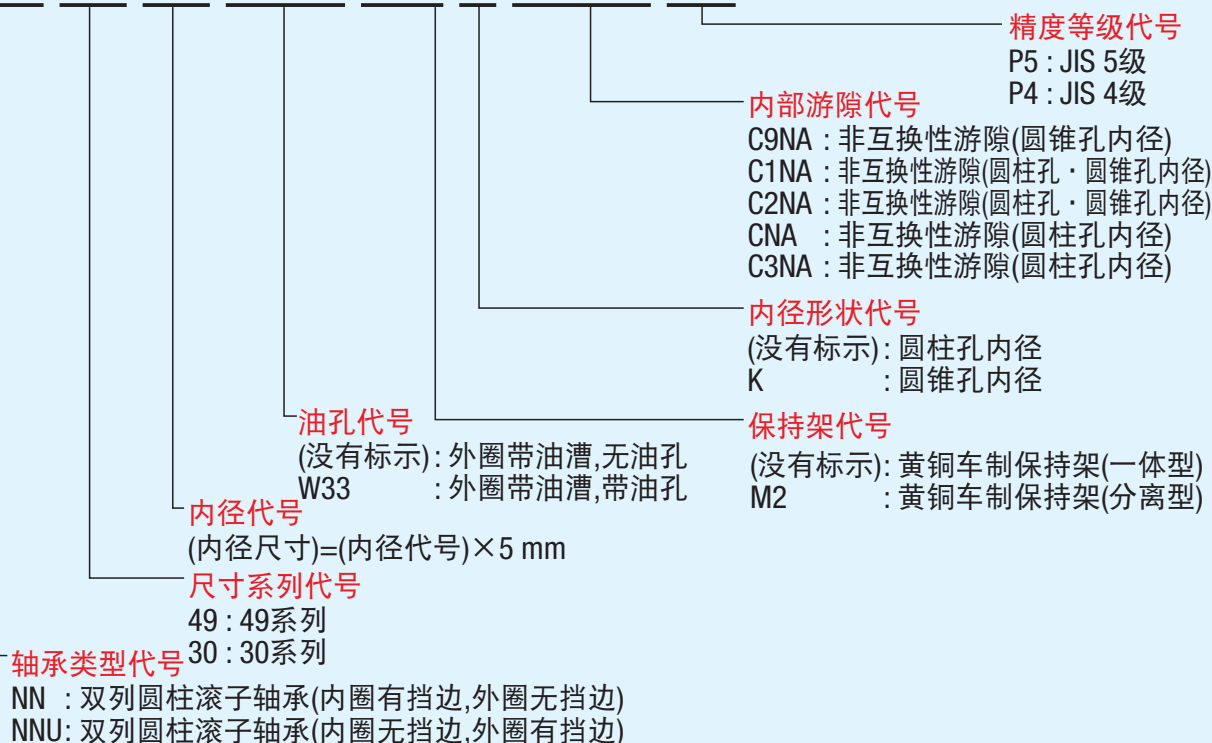 精度等级代号
P5 : JIS 5级
P4 : JIS 4级
内部游隙代号
C9NA : 非互换性游隙(圆锥孔内径)
C1NA : 非互换性游隙(圆柱孔・圆锥孔内径)
C2NA : 非互换性游隙(圆柱孔・圆锥孔内径)
CNA : 非互换性游隙(圆柱孔内径)
C3NA : 非互换性游隙(圆柱孔内径)
内径形状代号
(没有标示) : 圆柱孔内径
K : 圆锥孔内径
保持架代号
(没有标示) : 黄铜车制保持架(一体型)
M2 : 黄铜车制保持架(分离型)
油孔代号
(没有标示) : 外圈带油漕,无油孔
W33 : 外圈带油漕,带油孔
内径代号
(内径尺寸)=(内径代号)×5 mm
尺寸系列代号
49 : 49系列
30 : 30系列
轴承类型代号
NN : 双列圆柱滚子轴承(内圈有挡边,外圈无挡边)
NNU: 双列圆柱滚子轴承(内圈无挡边,外圈有挡边)